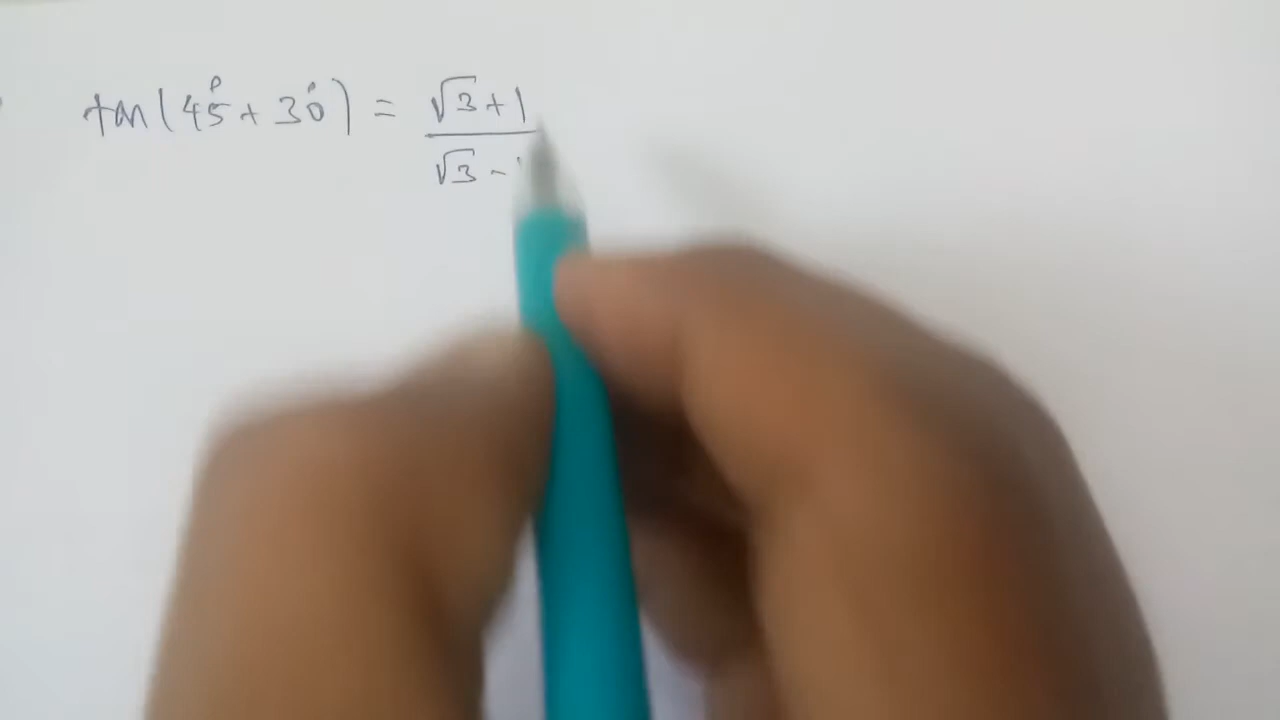 tan(45° + 30°) = √3+1
√3 -